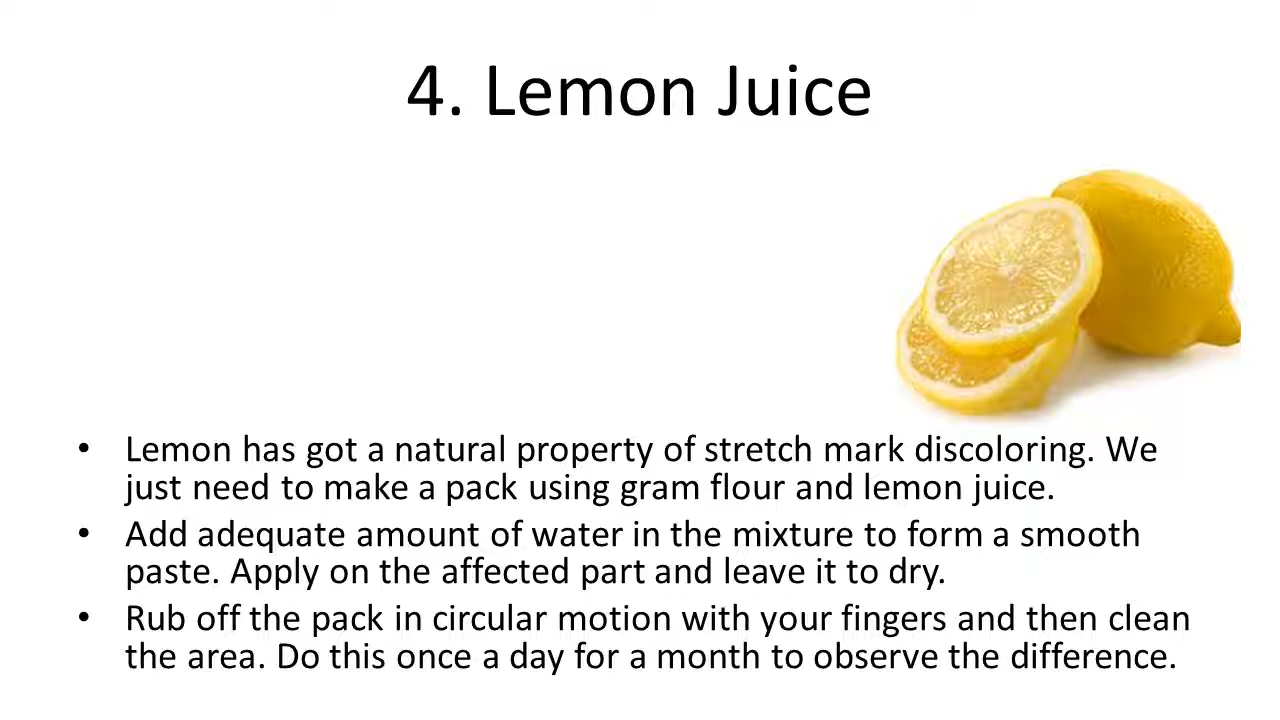 4. Lemon Juice
• Lemon has got a natural property of stretch mark discoloring. We
just need to make a pack using gram flour and lemon juice.
• Add adequate amount of water in the mixture to form a smooth
paste. Apply on the affected part and leave it to dry.
• Rub off the pack in circular motion with your fingers and then clean
the area. Do this once a day for a month to observe the difference.